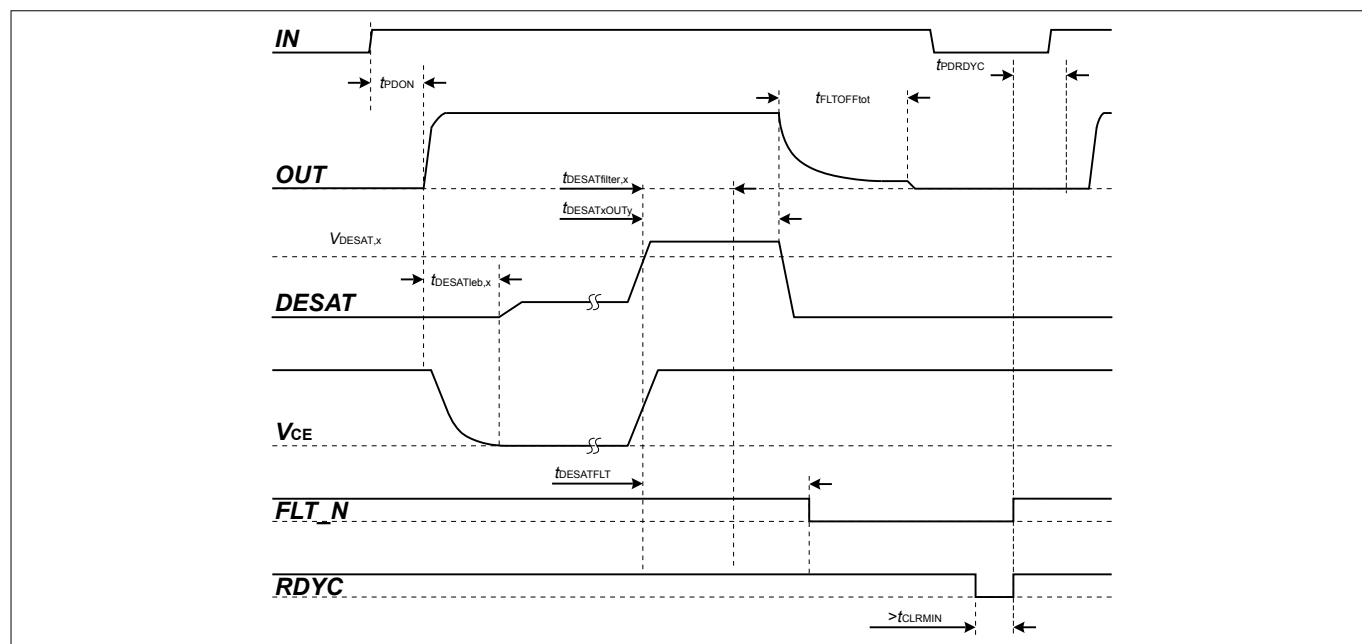 IN
tPDON
tPDRDYC
tFLTOFFtot
OUT
tDESATfilter,x
tDESATxOUTy
VDESAT,x
tDESATleb,x
DESAT
VCE
tDESATFLT
FLT_N
RDYC
>tCLRMIN